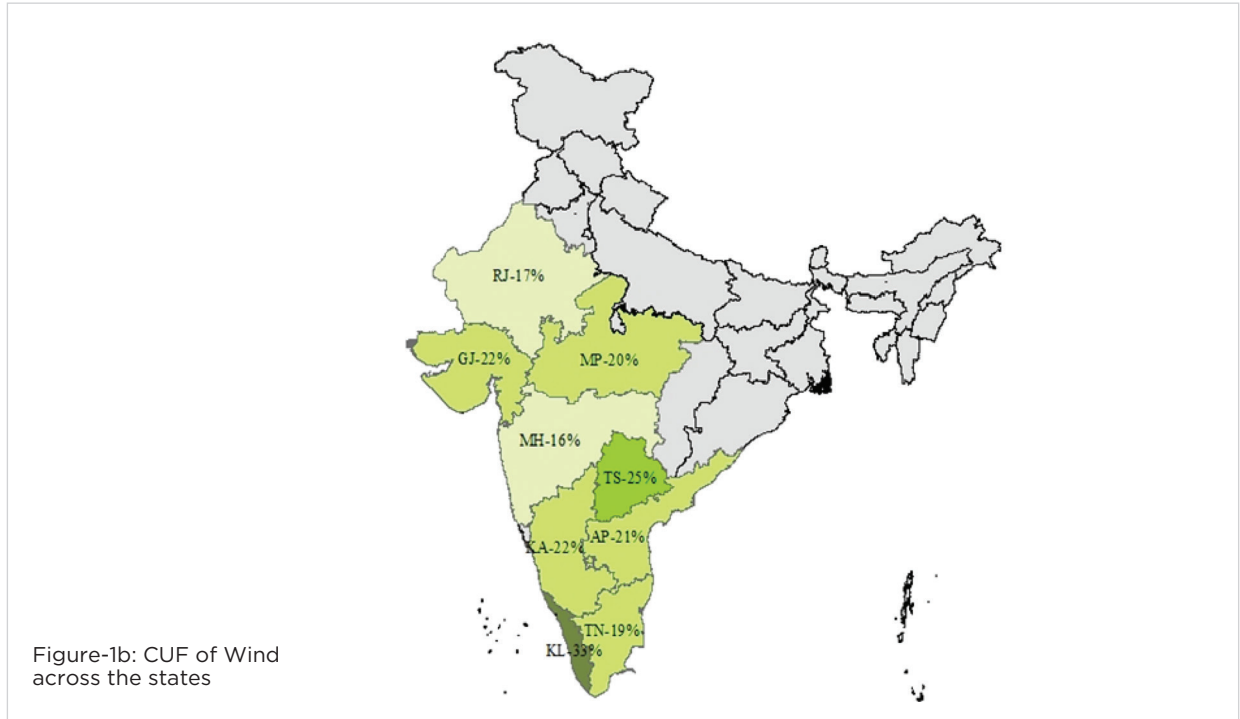 RJ-17%
GJ-22%
MP-20%
MH-16%
TS-25%
AP-21%
KA-22%
TN-19%
KL-33%
Figure-1b: CUF of Wind
across the states